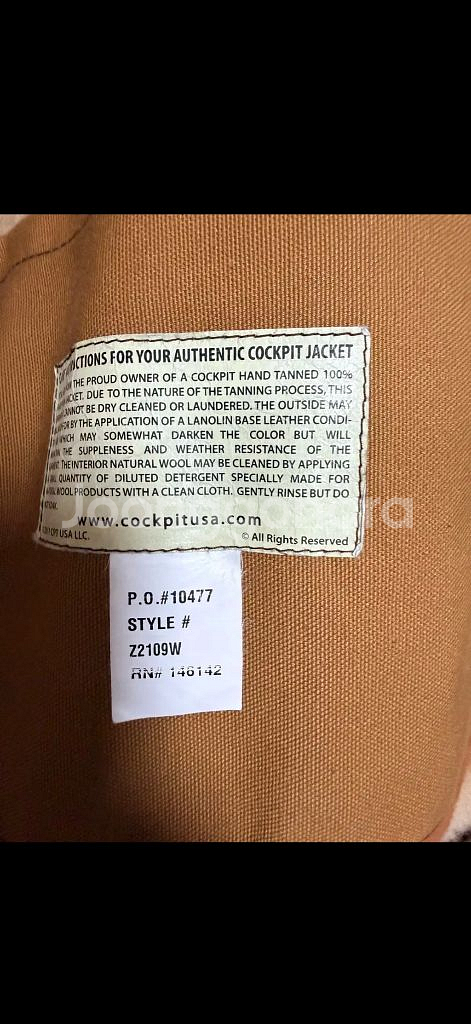 INSTRUCTIONS FOR YOUR AUTHENTIC COCKPIT JACKET
THE PROUD OWNER OF A COCKPIT HAND TANNED 100%
JACKET. DUE TO THE NATURE OF THE TANNING PROCESS, THIS
CANNOT BE DRY CLEANED OR LAUNDERED. THE OUTSIDE MAY
FOR BY THE APPLICATION OF A LANOLIN BASE LEATHER CONDI-
WHICH MAY SOMEWHAT DARKEN THE COLOR BUT WILL
THE SUPPLENESS AND WEATHER RESISTANCE OF THE
THE INTERIOR NATURAL WOOL MAY BE CLEANED BY APPLYING
QUANTITY OF DILUTED DETERGENT SPECIALLY MADE FOR
WOOL PRODUCTS WITH A CLEAN CLOTH. GENTLY RINSE BUT DO
www.cockpitusa.com
USA LLC.
© All Rights Reserved
P.O.#10477
STYLE #
Z2109W
RN# 146142